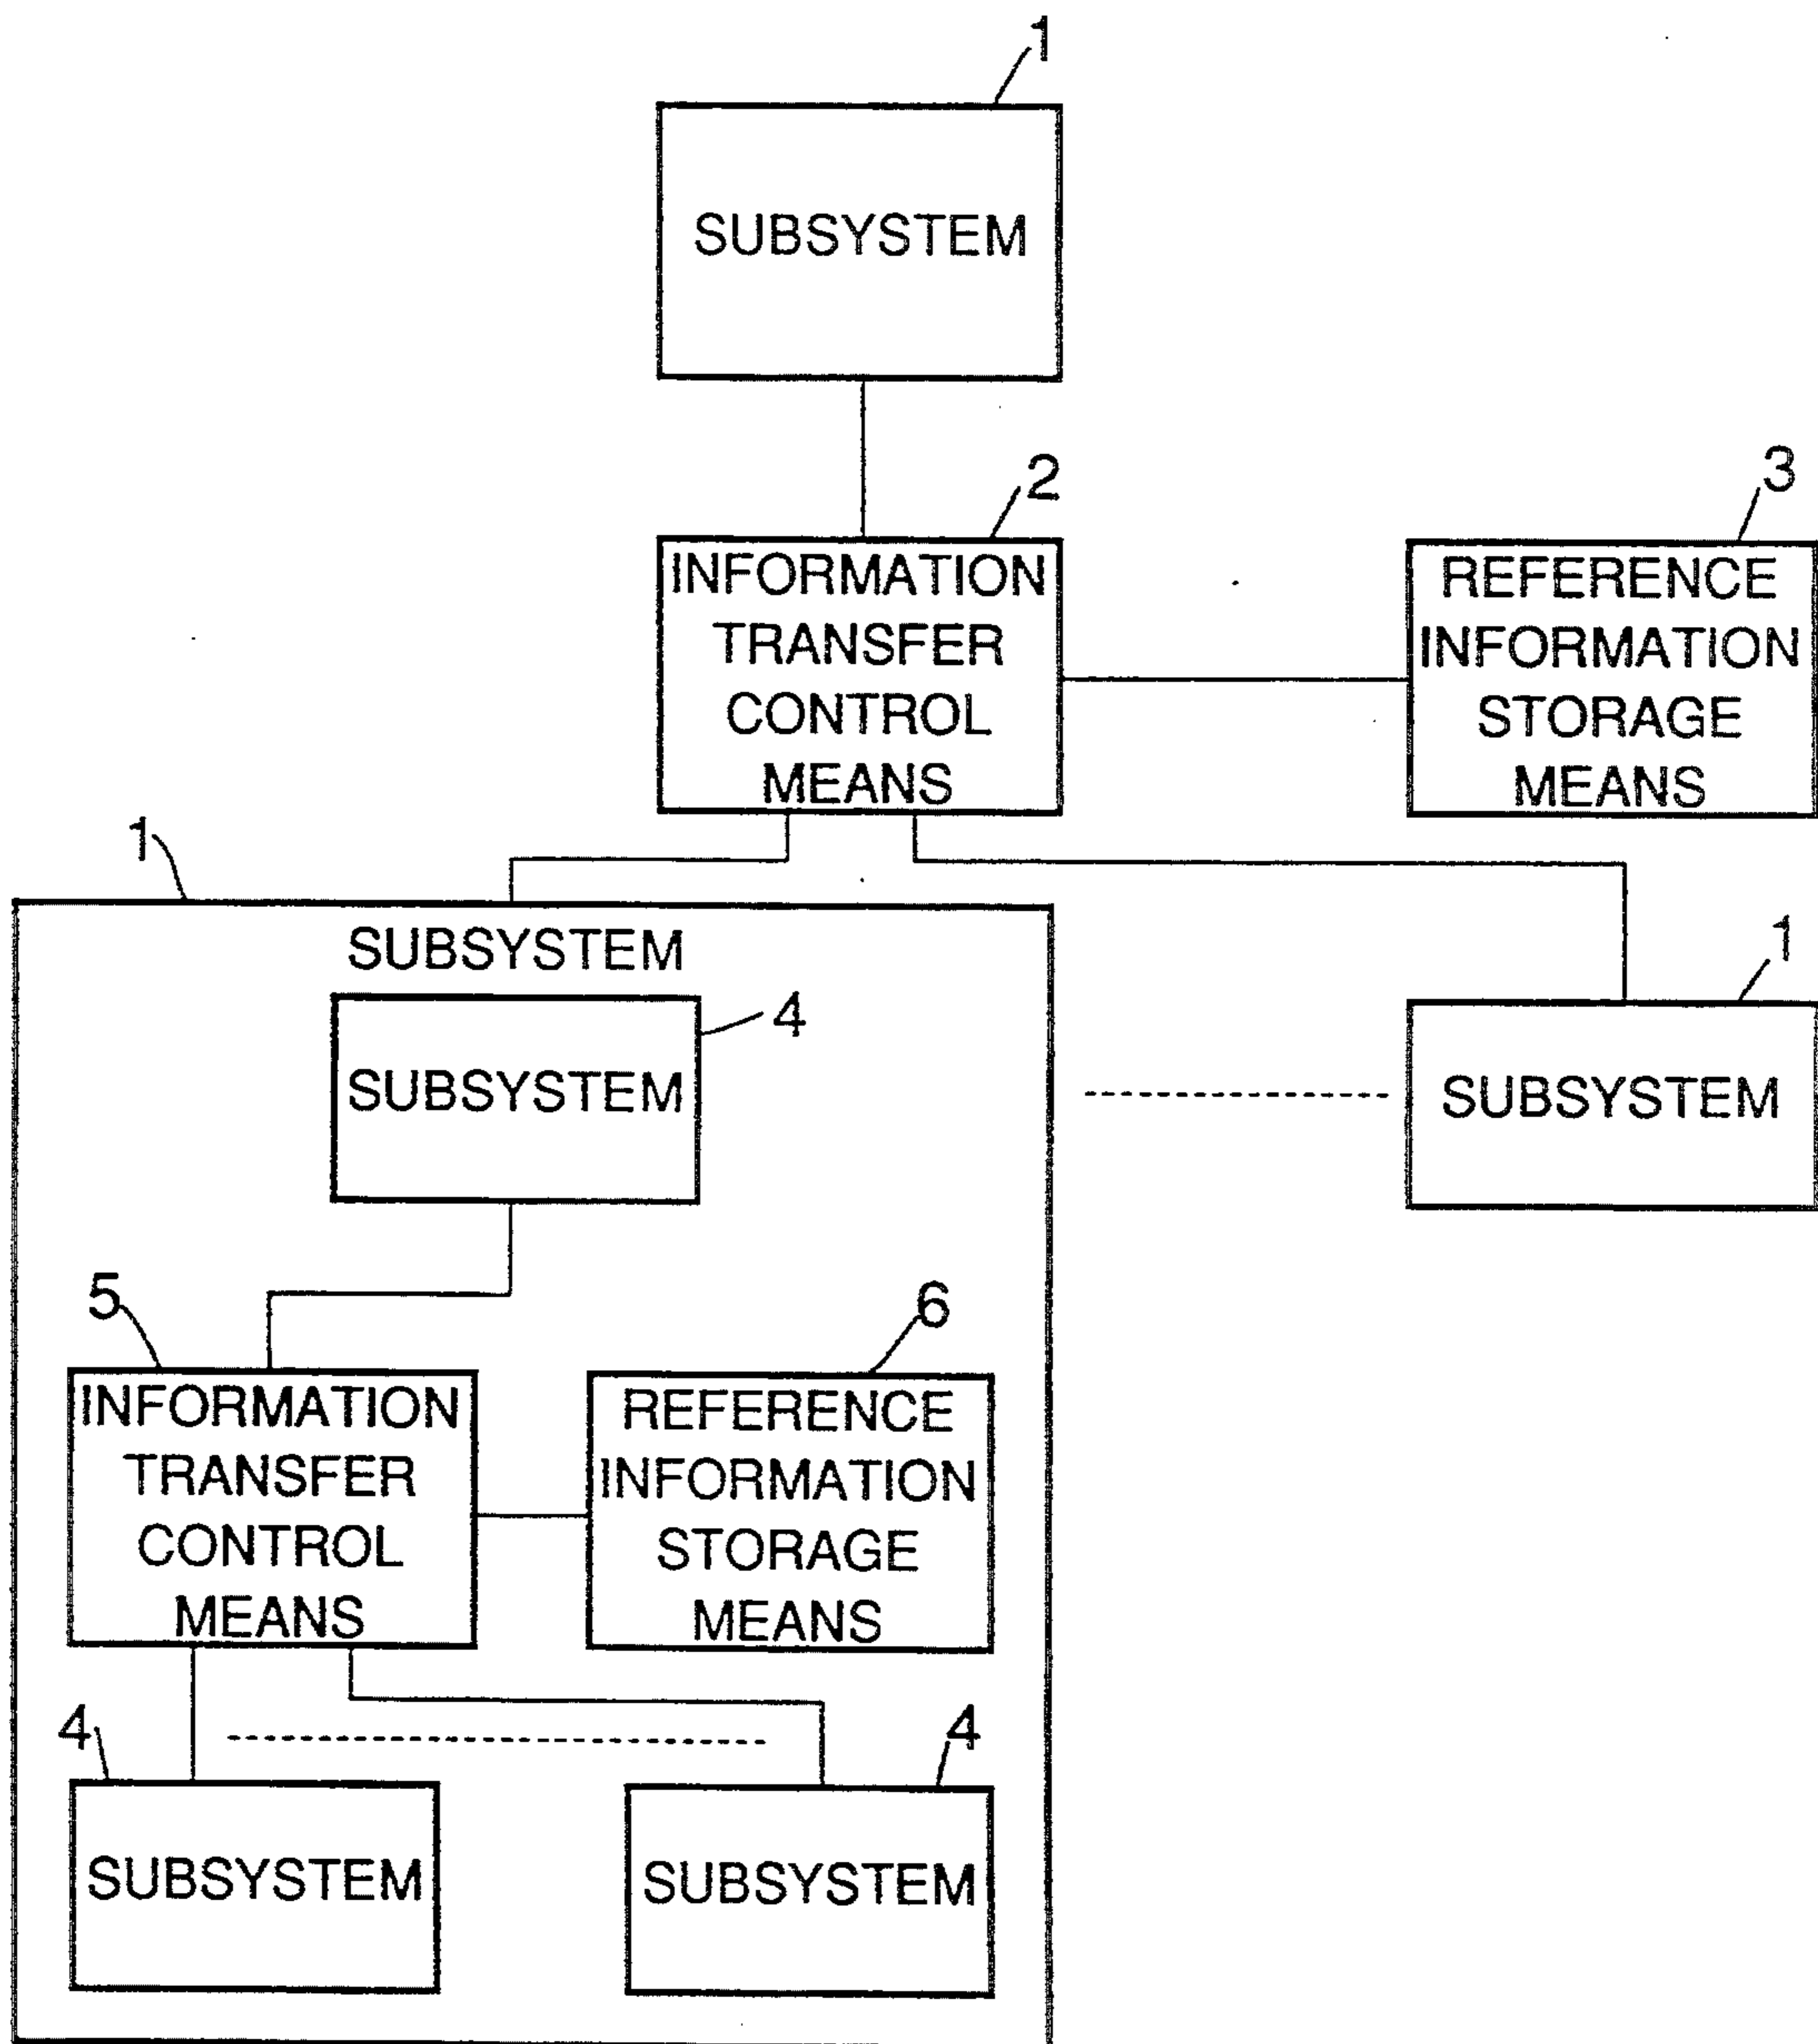 1
SUBSYSTEM
2
INFORMATION
TRANSFER
CONTROL
MEANS
3
REFERENCE
INFORMATION
STORAGE
MEANS
1
SUBSYSTEM
4
SUBSYSTEM
1
SUBSYSTEM
5
INFORMATION
TRANSFER
CONTROL
MEANS
6
REFERENCE
INFORMATION
STORAGE
MEANS
4
SUBSYSTEM
4
SUBSYSTEM